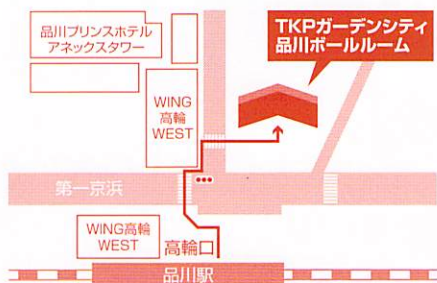 品川プリンスホテル
アネックスタワー
TKPガーデンシティ
品川ボールルーム
WING
高輪
WEST
第一京浜
WING高輪
WEST
高輪口
品川駅